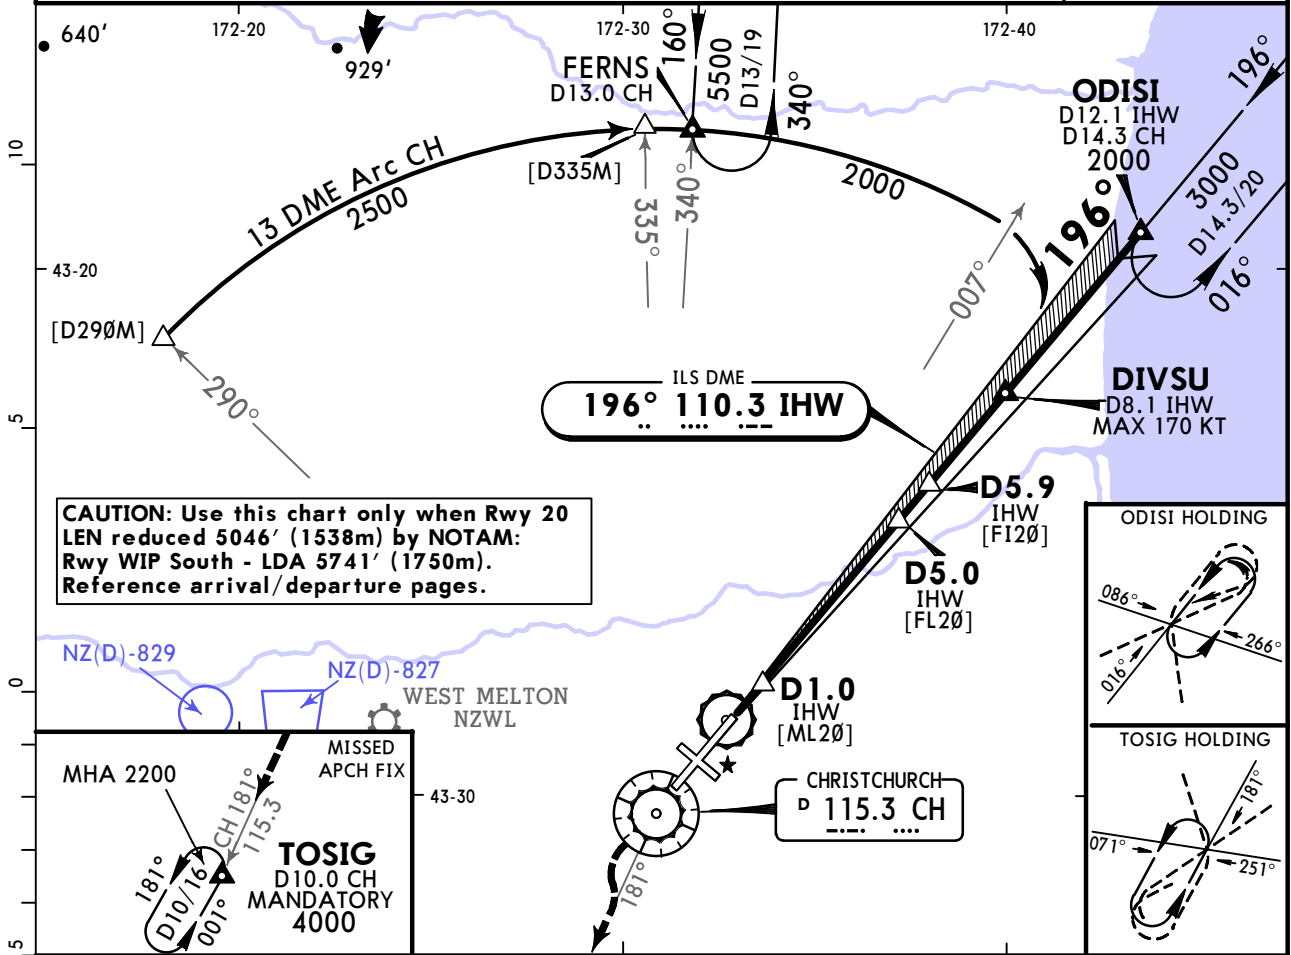 640'
172-20
929'
172-30
172-40
FERNS
D13.0 CH
160°
5500
D13/19
340°
ODISI
D12.1 IHW
D14.3 CH
2000
196°
3000
D14.3/20
016°
10
13 DME Arc CH
2500
[D335M]
335°
340°
2000
196°
007°
43-20
[D29ØM]
290°
5
ILS DME
196° 110.3 IHW
DIVSU
D8.1 IHW
MAX 170 KT
D5.9
IHW
[FI2Ø]
D5.0
IHW
[FL2Ø]
CAUTION: Use this chart only when Rwy 20
LEN reduced 5046' (1538m) by NOTAM:
Rwy WIP South - LDA 5741' (1750m).
Reference arrival/departure pages.
ODISI HOLDING
086°
266°
016°
NZ(D)-829
NZ(D)-827
WEST MELTON
NZWL
0
D1.0
IHW
[ML2Ø]
MISSED
APCH FIX
MHA 2200
CH 181°
115.3
TOSIG
D10.0 CH
MANDATORY
4000
181°
D10/16
001°
43-30
CHRISTCHURCH
D 115.3 CH
181°
TOSIG HOLDING
181°
071°
251°
5